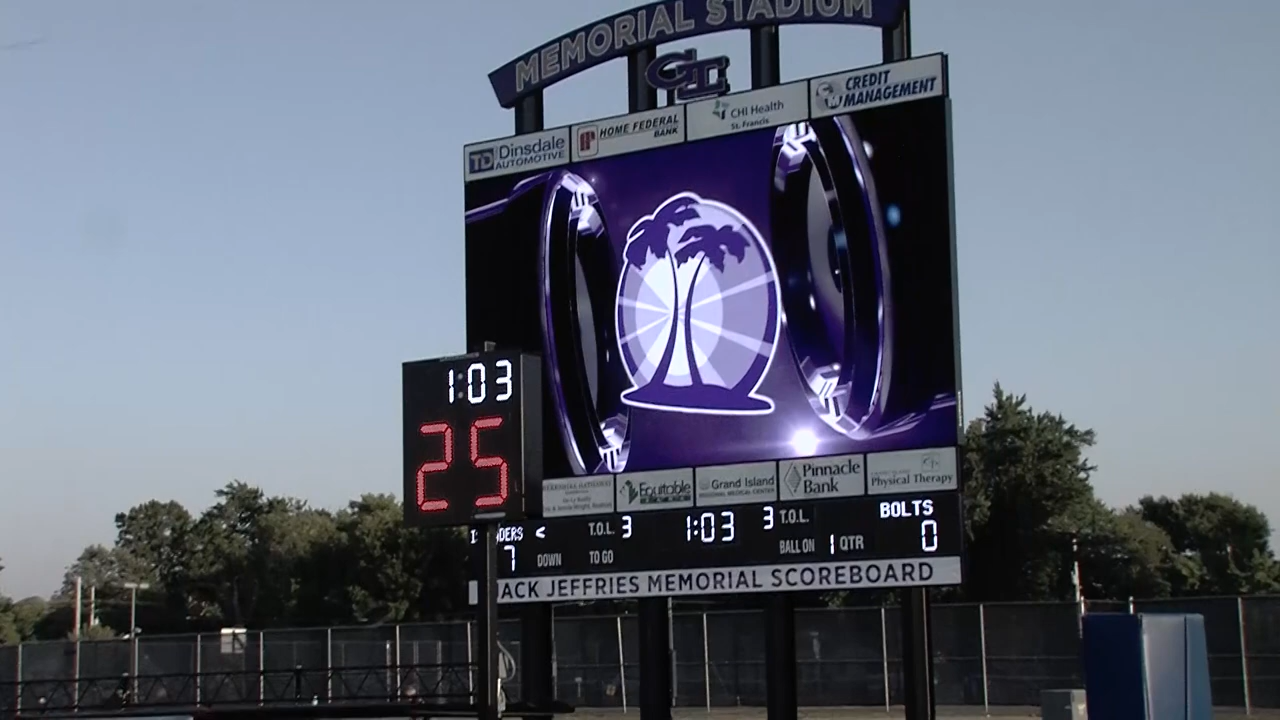 MEMORIAL STADIUM
GI
TD Dinsdale AUTOMOTIVE
HOME FEDERAL BANK
CHI Health St. Francis
CREDIT MANAGEMENT
1:03
25
Equitable
Grand Island REGIONAL MEDICAL CENTER
Pinnacle Bank
Physical Therapy
DERS < T.O.L. 3 1:03 3 T.O.L. BOLTS
7 DOWN TO GO BALL ON 1 QTR 0
ACK JEFFRIES MEMORIAL SCOREBOARD